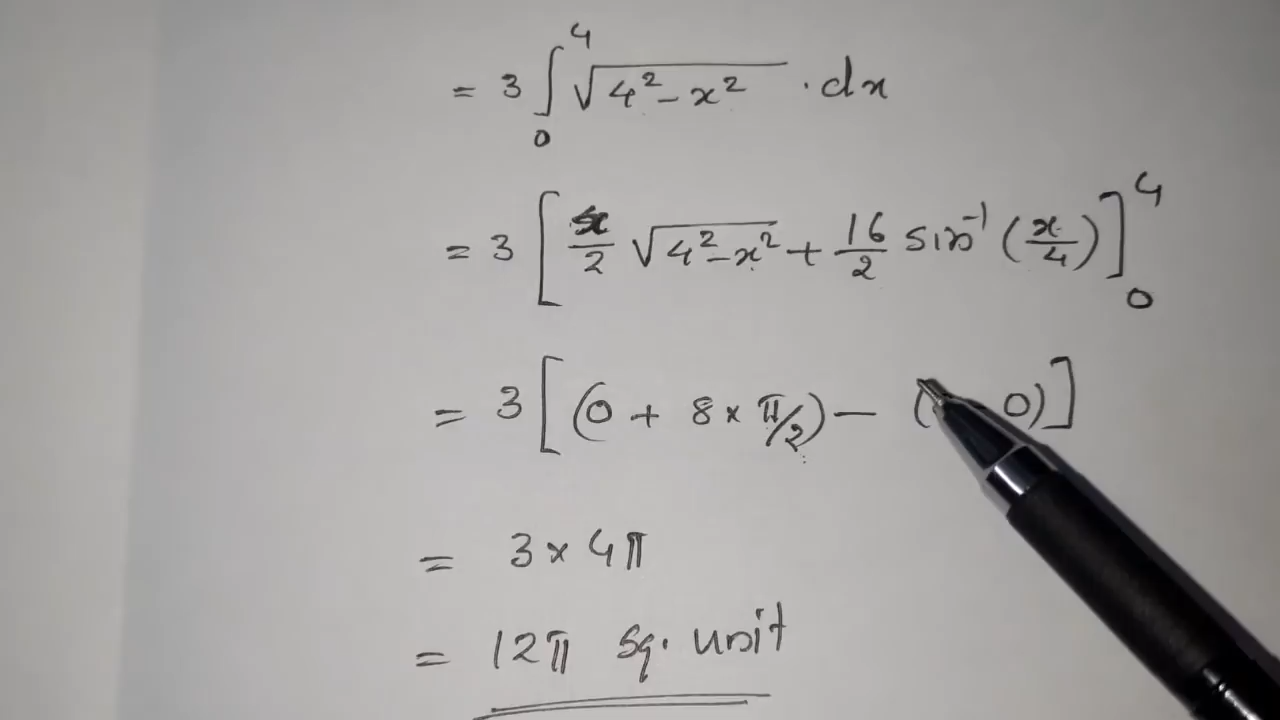 = 3 ∫₀⁴ √(4² - x²) · dx
= 3 [ x/2 √(4² - x²) + 16/2 sin⁻¹ (x/4) ]₀⁴
= 3 [ (0 + 8 × π/2) - ( 0) ]
= 3 × 4π
= 12π sq. unit